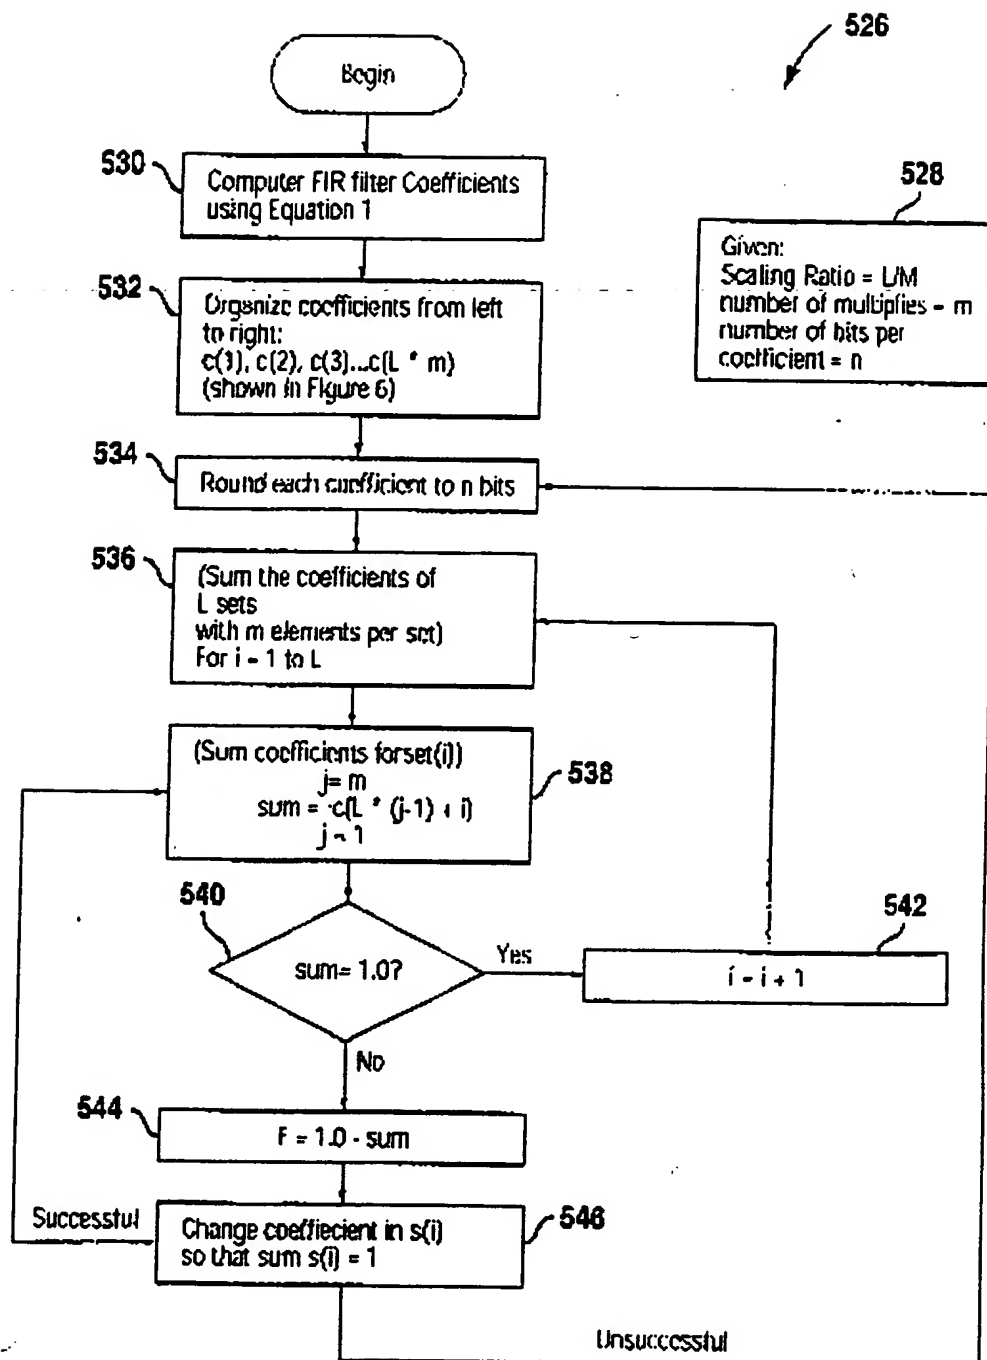 526
Begin
530
Computer FIR filter Coefficients
using Equation 1
528
Given:
Scaling Ratio = L/M
number of multiplies = m
number of bits per
coefficient = n
532
Organize coefficients from left
to right:
c(1), c(2), c(3)...c(L * m)
(shown in Figure 6)
534
Round each coefficient to n bits
536
(Sum the coefficients of
L sets
with m elements per set)
For i = 1 to L
(Sum coefficients forset(i))
j= m
sum = c(L * (j-1) + i)
j = 1
538
540
sum= 1.0?
Yes
542
i = i + 1
No
544
F = 1.0 - sum
Successful
Change coeffiecient in s(i)
so that sum s(i) = 1
546
Unsuccessful